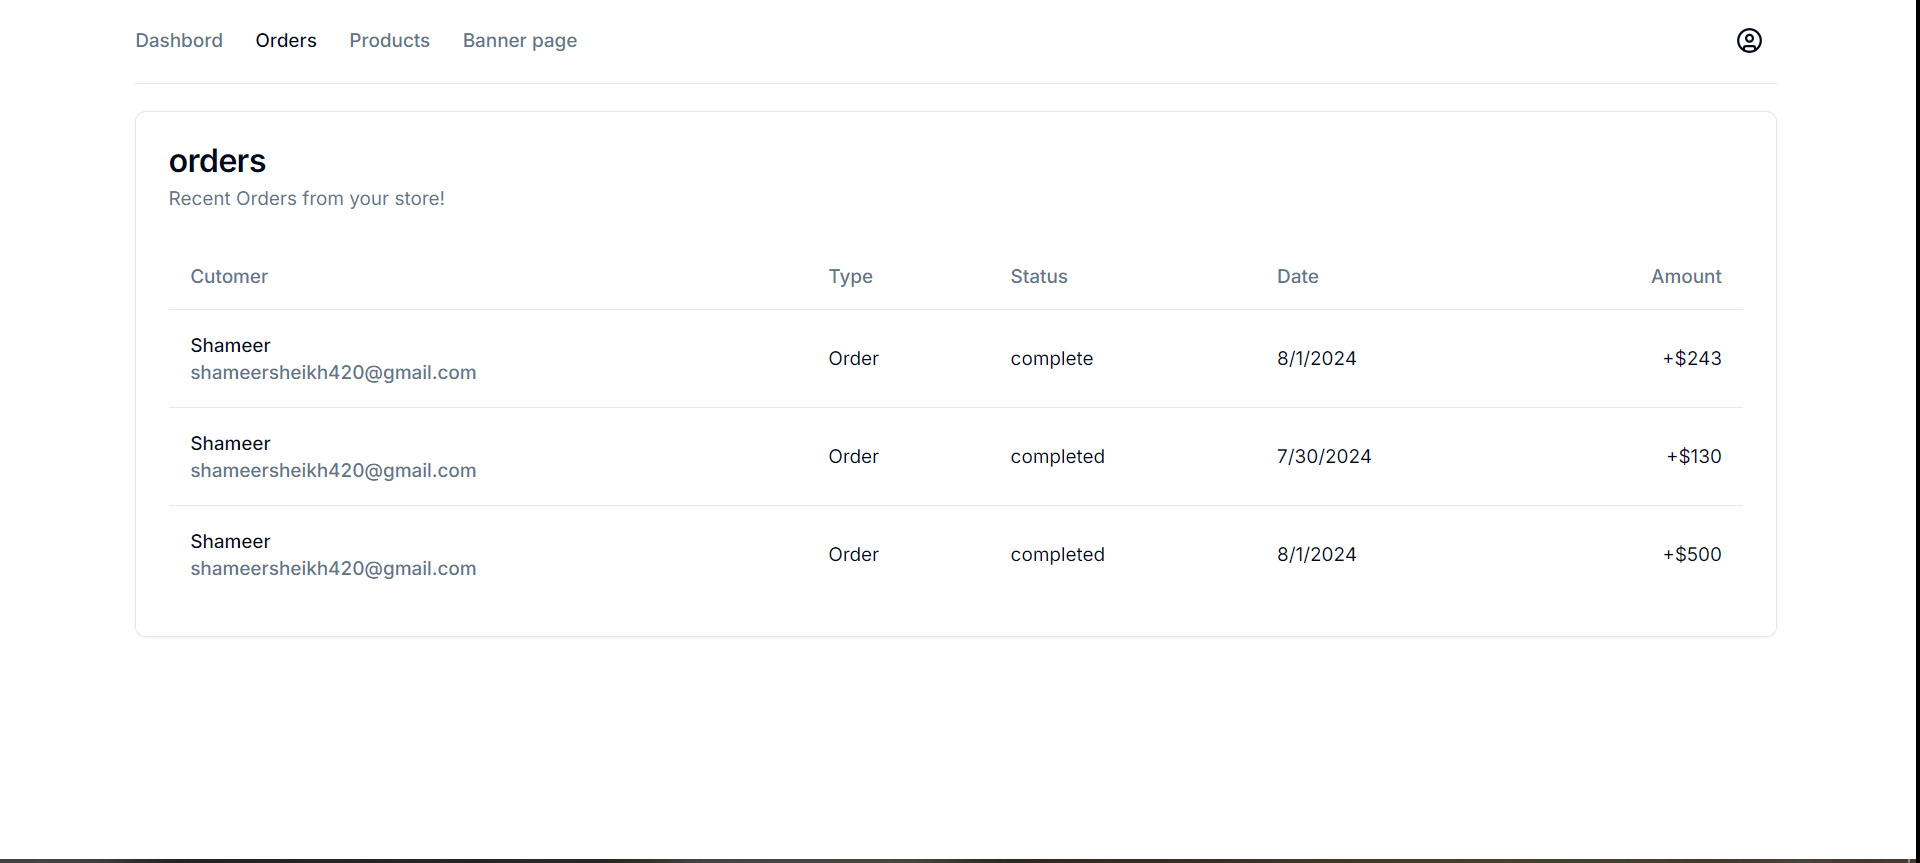 Dashbord Orders Products Banner page
orders
Recent Orders from your store!
Cutomer Type Status Date Amount
Shameer
shameersheikh420@gmail.com
Order complete 8/1/2024 +$243
Shameer
shameersheikh420@gmail.com
Order completed 7/30/2024 +$130
Shameer
shameersheikh420@gmail.com
Order completed 8/1/2024 +$500